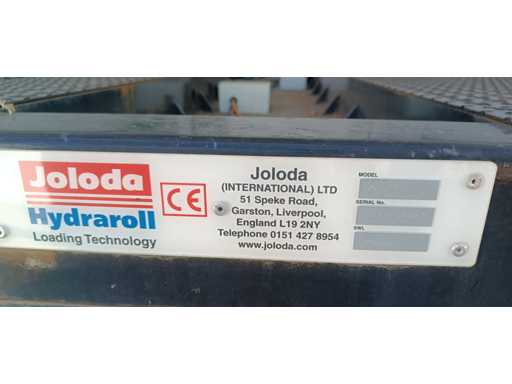 Joloda
Hydraroll
Loading Technology
CE
Joloda
(INTERNATIONAL) LTD
51 Speke Road,
Garston, Liverpool,
England L19 2NY
Telephone 0151 427 8954
www.joloda.com
MODEL
SERIAL No.
SWL